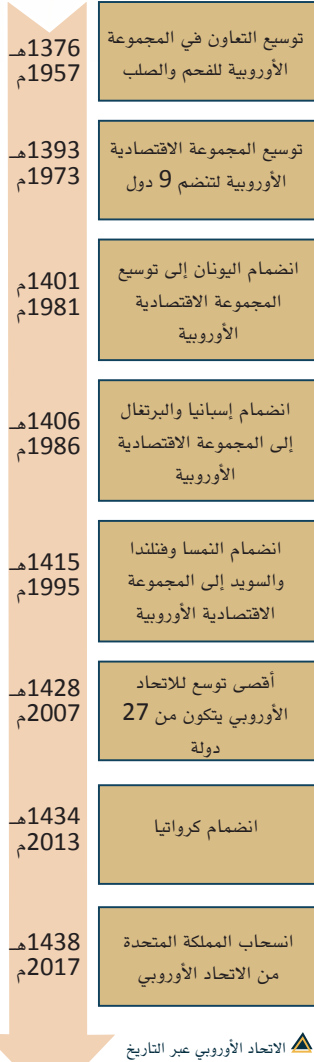 توسيع التعاون في المجموعة
الأوروبية للفحم والصلب
1376هـ
1957م
توسيع المجموعة الاقتصادية
الأوروبية لتنضم 9 دول
1393هـ
1973م
انضمام اليونان إلى توسيع
المجموعة الاقتصادية
الأوروبية
1401م
1981م
انضمام إسبانيا والبرتغال
إلى المجموعة الاقتصادية
الأوروبية
1406هـ
1986م
انضمام النمسا وفنلندا
والسويد إلى المجموعة
الاقتصادية الأوروبية
1415هـ
1995م
أقصى توسع للاتحاد
الأوروبي يتكون من 27
دولة
1428هـ
2007م
انضمام كرواتيا
1434هـ
2013م
انسحاب المملكة المتحدة
من الاتحاد الأوروبي
1438هـ
2017م
الاتحاد الأوروبي عبر التاريخ